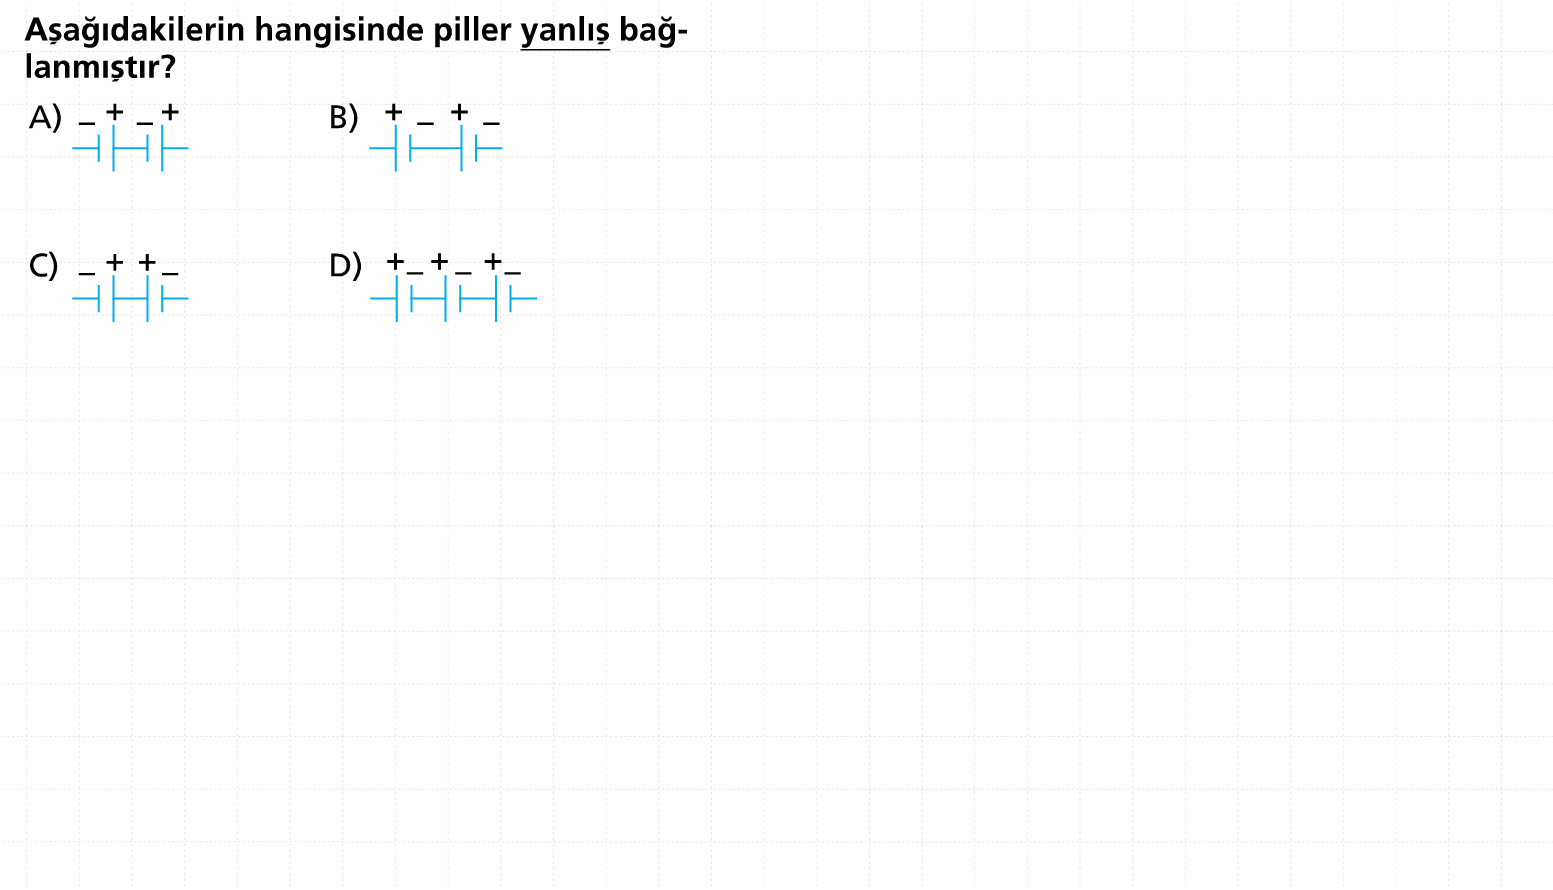 Aşağıdakilerin hangisinde piller yanlış bağ-
lanmıştır?
A) – + – +
B) + – + –
C) – + + –
D) + – + – + –